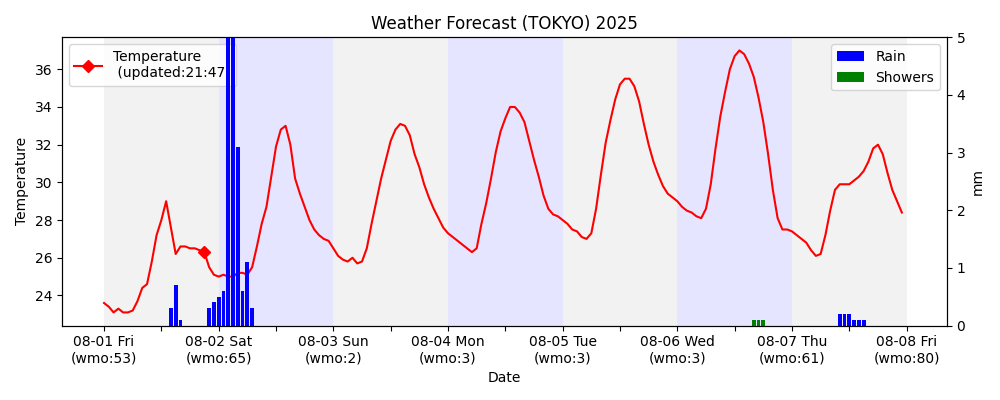 Weather Forecast (TOKYO) 2025
Temperature
(updated:21:47
Rain
Showers
36
34
32
30
28
26
24
Temperature
5
4
3
2
1
0
mm
08-01 Fri
(wmo:53)
08-02 Sat
(wmo:65)
08-03 Sun
(wmo:2)
08-04 Mon
(wmo:3)
08-05 Tue
(wmo:3)
08-06 Wed
(wmo:3)
08-07 Thu
(wmo:61)
08-08 Fri
(wmo:80)
Date